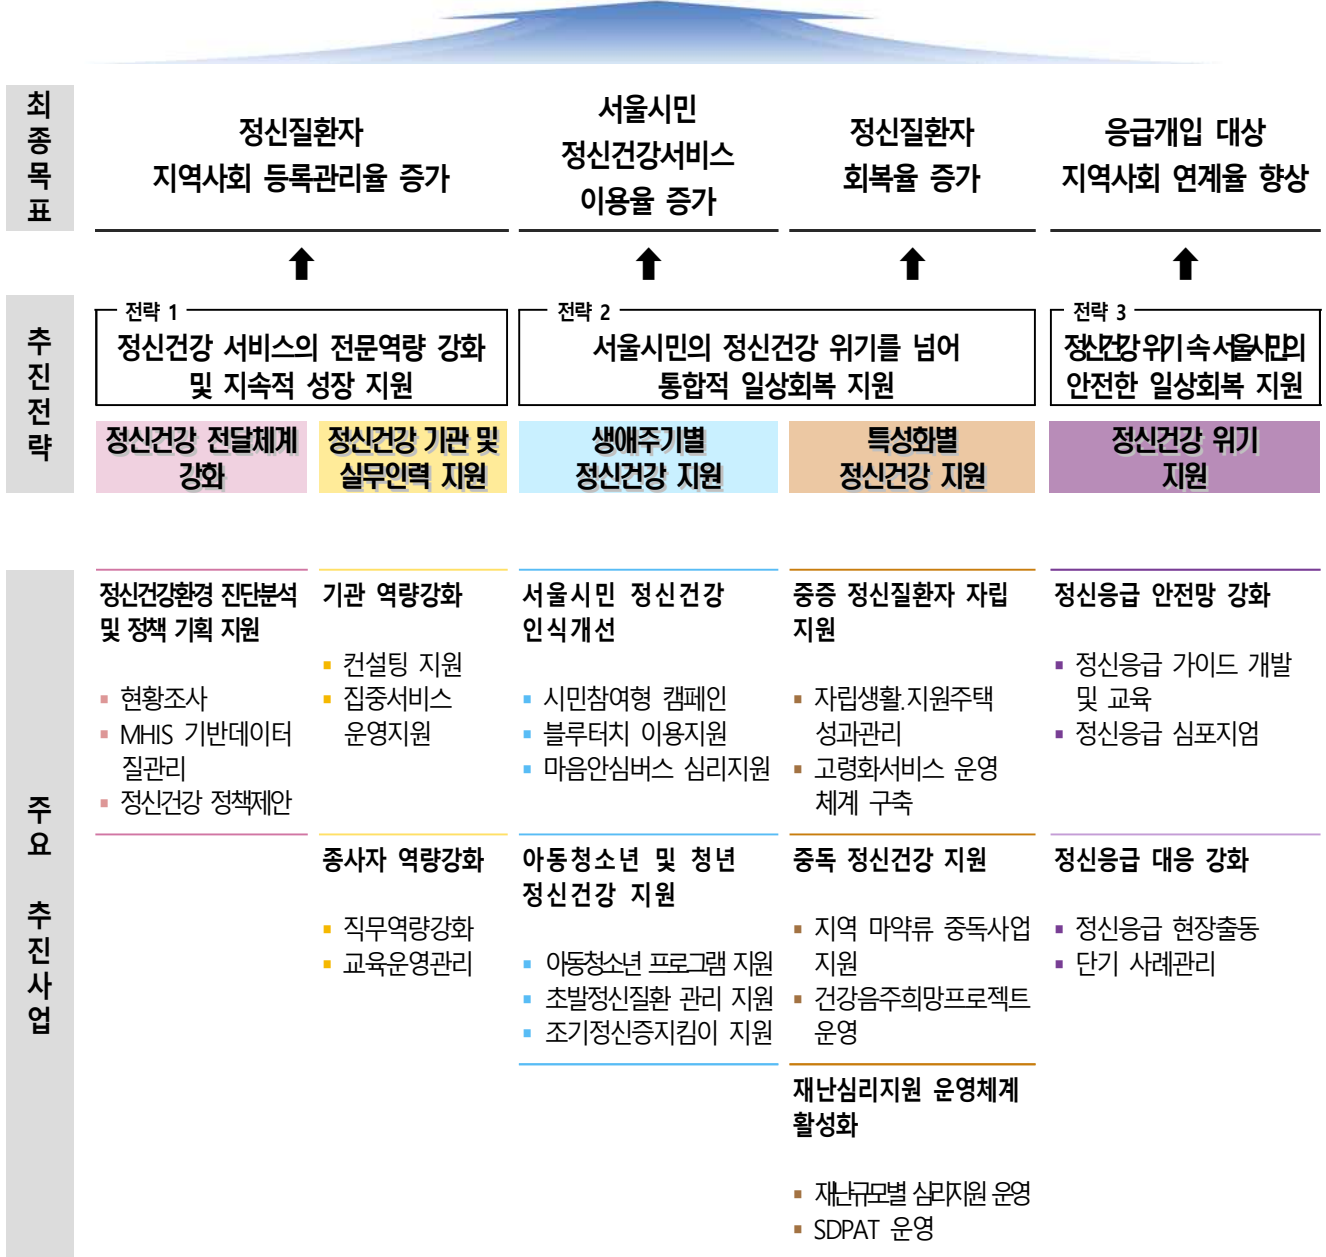 최
종
목
표
정신질환자
지역사회 등록관리율 증가
서울시민
정신건강서비스
이용율 증가
정신질환자
회복율 증가
응급개입 대상
지역사회 연계율 향상
추
진
전
략
전략 1
정신건강 서비스의 전문역량 강화
및 지속적 성장 지원
전략 2
서울시민의 정신건강 위기를 넘어
통합적 일상회복 지원
전략 3
정신건강 위기 속 서울시민의
안전한 일상회복 지원
정신건강 전달체계
강화
정신건강 기관 및
실무인력 지원
생애주기별
정신건강 지원
특성화별
정신건강 지원
정신건강 위기
지원
주
요
추
진
사
업
정신건강환경 진단분석
및 정책 기획 지원
▪ 현황조사
▪ MHIS 기반데이터
질관리
▪ 정신건강 정책제안
기관 역량강화
▪ 컨설팅 지원
▪ 집중서비스
운영지원
종사자 역량강화
▪ 직무역량강화
▪ 교육운영관리
서울시민 정신건강
인식개선
▪ 시민참여형 캠페인
▪ 블루터치 이용지원
▪ 마음안심버스 심리지원
아동청소년 및 청년
정신건강 지원
▪ 아동청소년 프로그램 지원
▪ 초발정신질환 관리 지원
▪ 조기정신증지킴이 지원
중증 정신질환자 자립
지원
▪ 자립생활.지원주택
성과관리
▪ 고령화서비스 운영
체계 구축
중독 정신건강 지원
▪ 지역 마약류 중독사업
지원
▪ 건강음주희망프로젝트
운영
재난심리지원 운영체계
활성화
▪ 재난규모별 심리지원 운영
▪ SDPAT 운영
정신응급 안전망 강화
▪ 정신응급 가이드 개발
및 교육
▪ 정신응급 심포지엄
정신응급 대응 강화
▪ 정신응급 현장출동
▪ 단기 사례관리